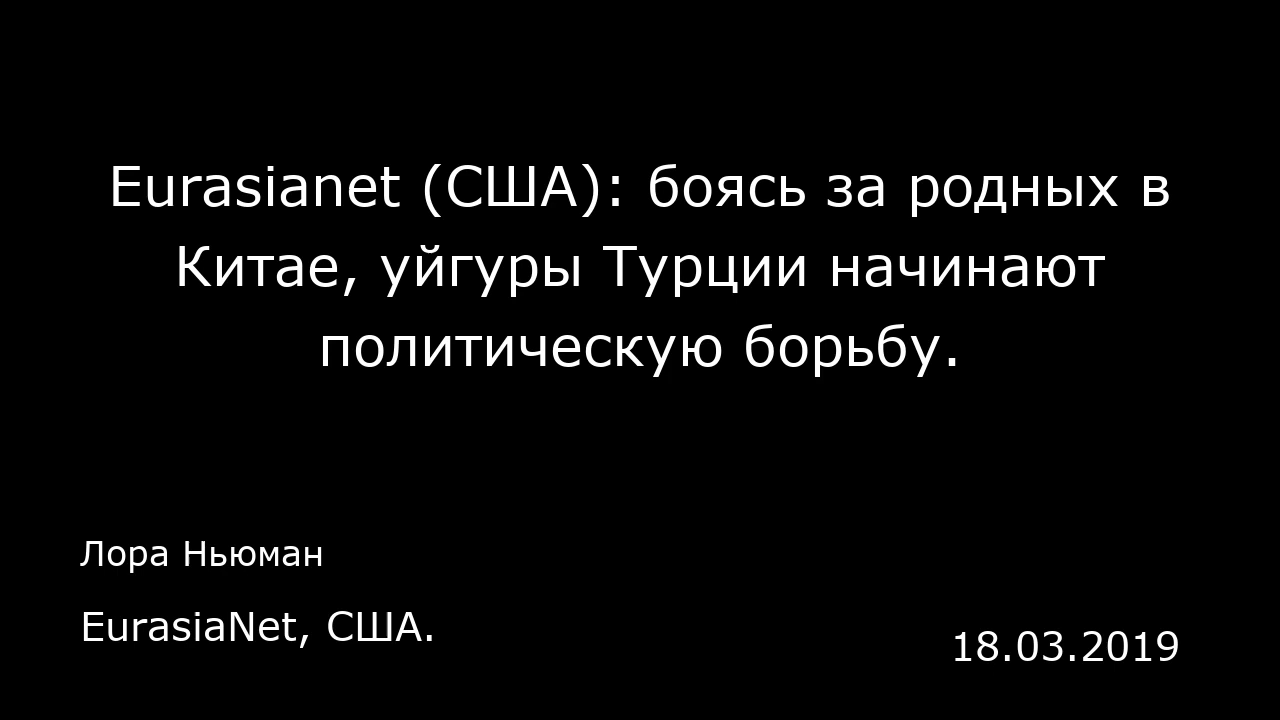 Eurasianet (США): боясь за родных в
Китае, уйгуры Турции начинают
политическую борьбу.
Лора Ньюман
EurasiaNet, США.
18.03.2019